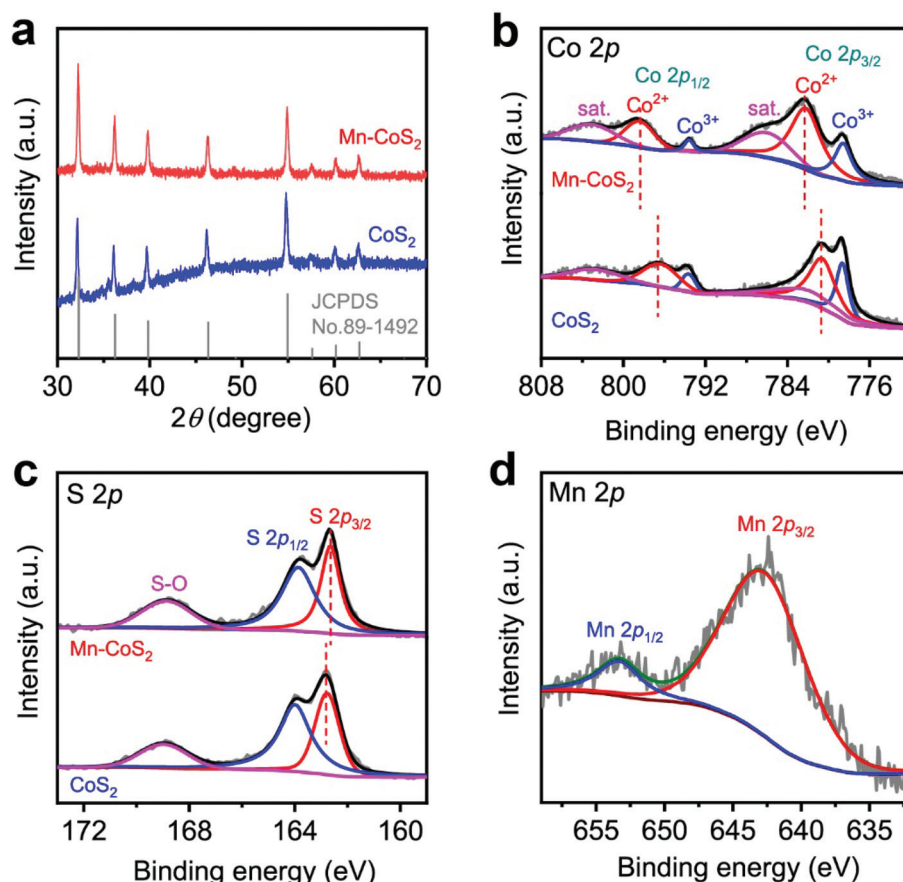 a
Intensity (a.u.)
Mn-CoS₂
CoS₂
JCPDS
No.89-1492
30 40 50 60 70
2θ (degree)
b
Co 2p
Co 2p₁/₂
Co 2p₃/₂
sat.
Co²⁺
Co³⁺
sat.
Co²⁺
Co³⁺
Mn-CoS₂
CoS₂
Intensity (a.u.)
808 800 792 784 776
Binding energy (eV)
c
S 2p
S 2p₃/₂
S 2p₁/₂
S-O
Mn-CoS₂
CoS₂
Intensity (a.u.)
172 168 164 160
Binding energy (eV)
d
Mn 2p
Mn 2p₃/₂
Mn 2p₁/₂
Intensity (a.u.)
655 650 645 640 635
Binding energy (eV)